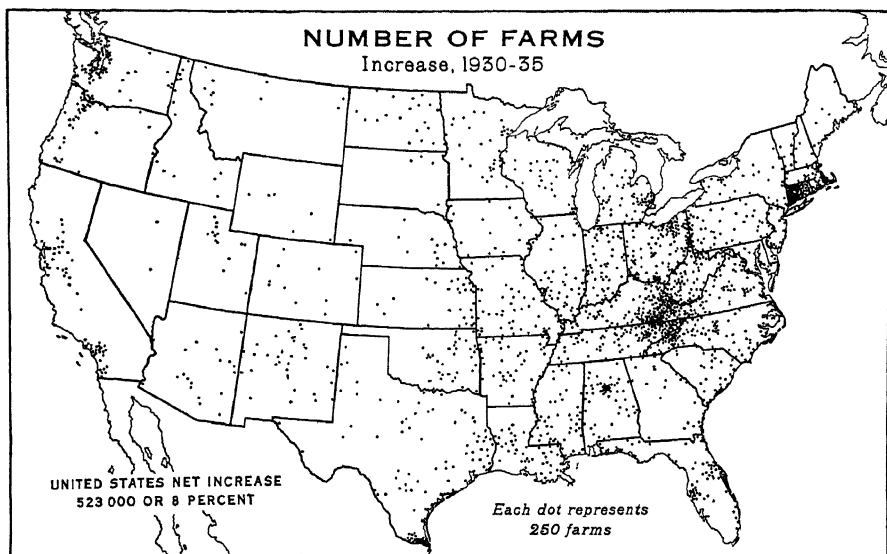 NUMBER OF FARMS
Increase, 1930-35
UNITED STATES NET INCREASE
523 000 OR 8 PERCENT
Each dot represents
250 farms